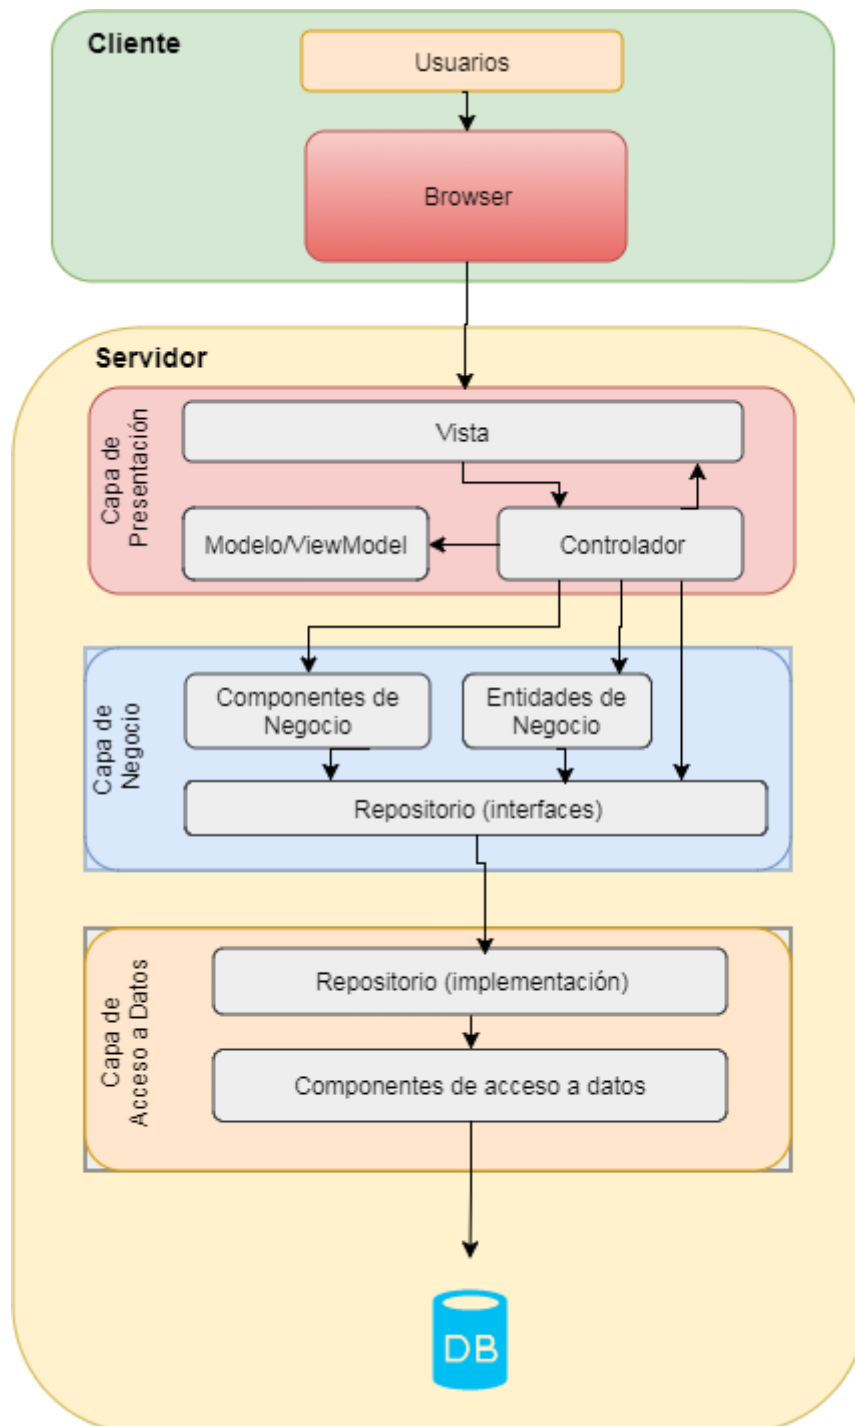 Cliente
Usuarios
Browser
Servidor
Capa de
Presentación
Vista
Modelo/ViewModel
Controlador
Capa de
Negocio
Componentes de
Negocio
Entidades de
Negocio
Repositorio (interfaces)
Capa de
Acceso a Datos
Repositorio (implementación)
Componentes de acceso a datos
DB